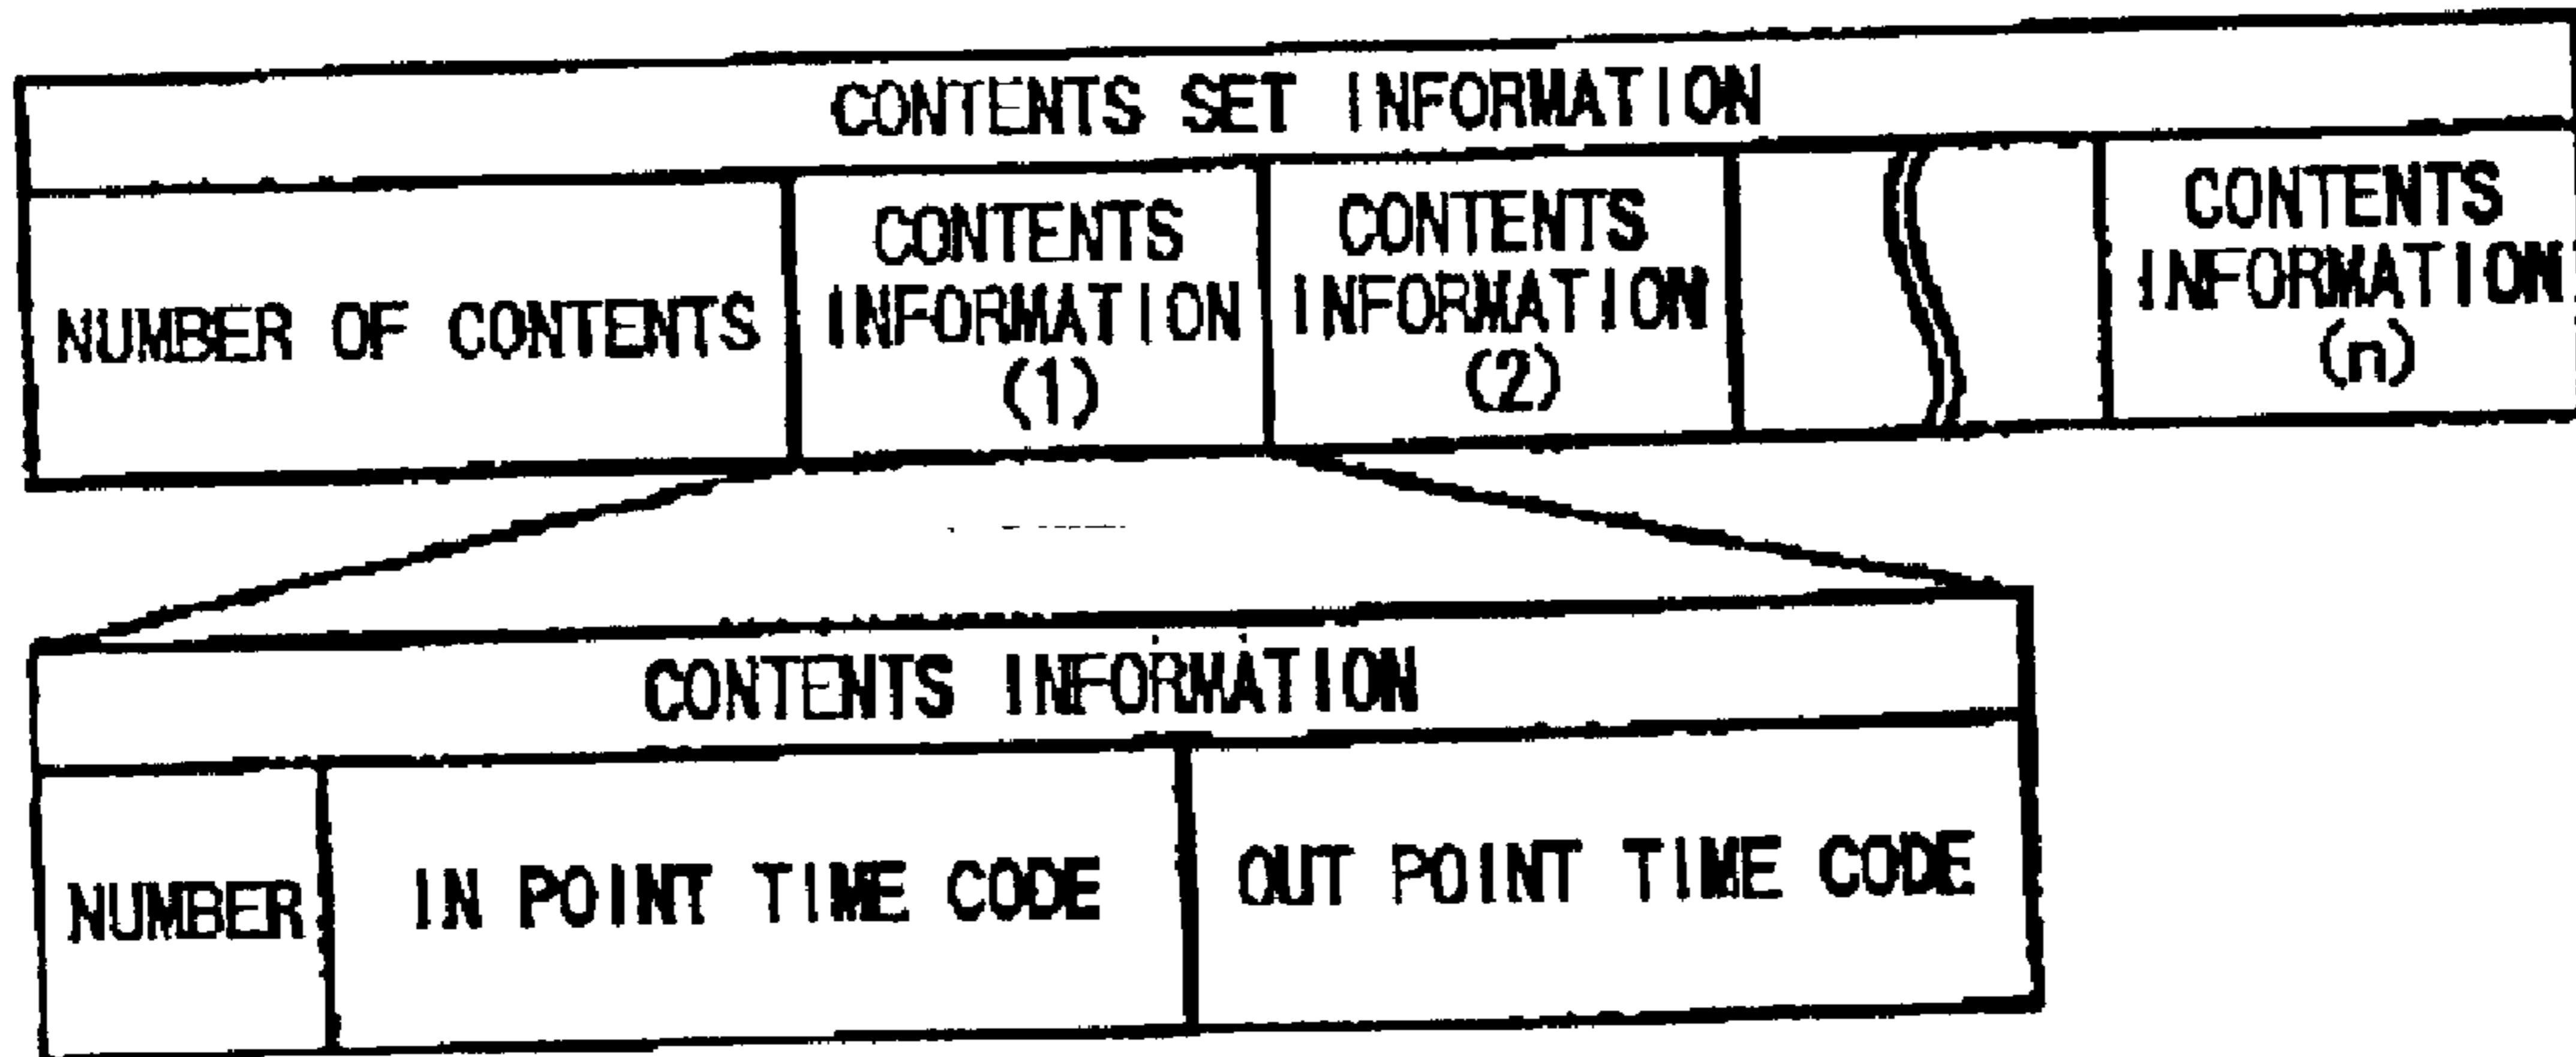 CONTENTS SET INFORMATION
NUMBER OF CONTENTS
CONTENTS
INFORMATION
(1)
CONTENTS
INFORMATION
(2)
CONTENTS
INFORMATION
(n)
CONTENTS INFORMATION
NUMBER
IN POINT TIME CODE
OUT POINT TIME CODE